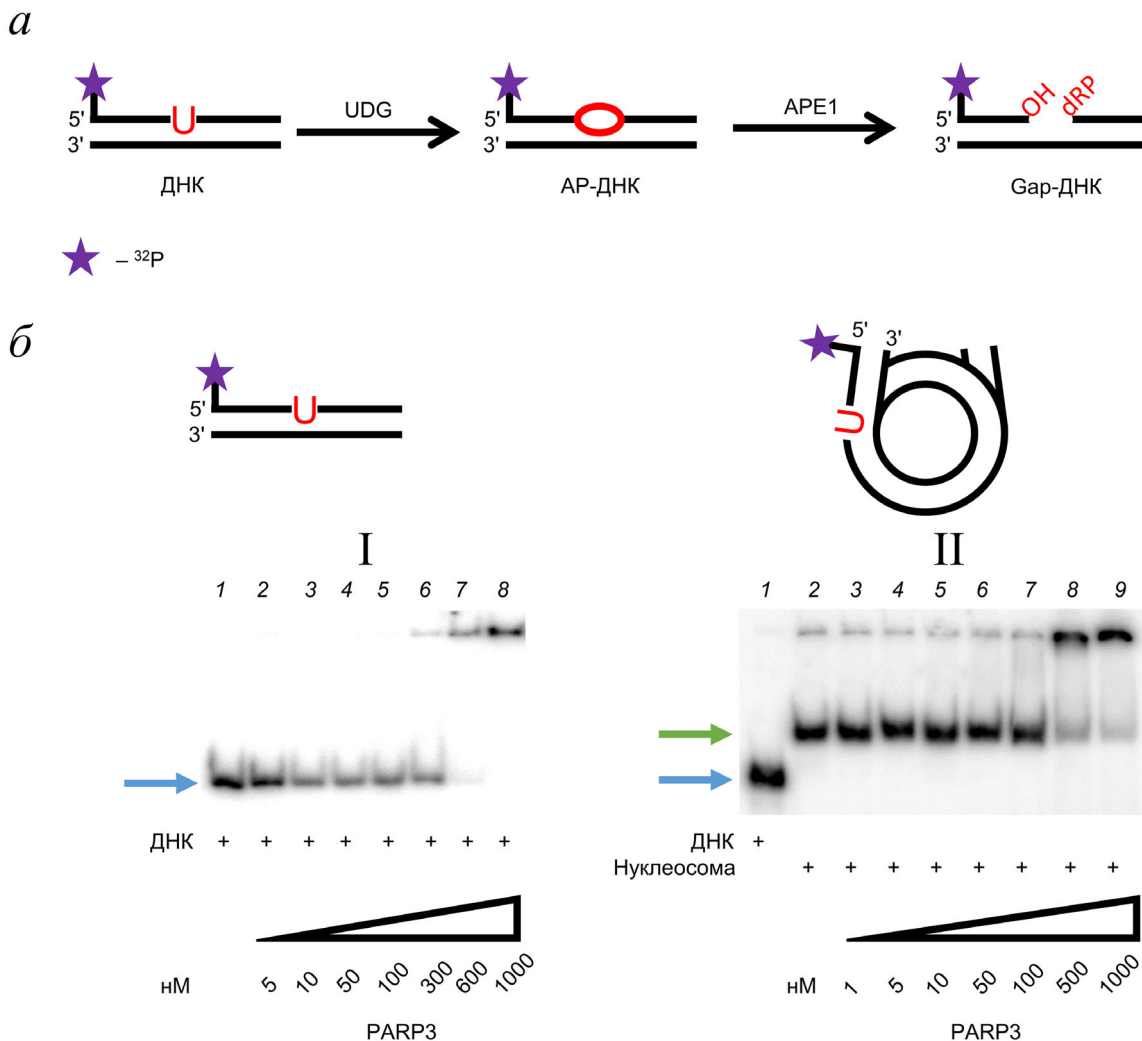 а
UDG
APE1
5'
U
3'
ДНК
5'
3'
АР-ДНК
5'
OH
dRP
3'
Gap-ДНК
– ³²P
б
5'
U
3'
5'
3'
U
I
II
1 2 3 4 5 6 7 8
1 2 3 4 5 6 7 8 9
ДНК + + + + + + + +
ДНК +
Нуклеосома + + + + + + + +
нМ 5 10 50 100 300 600 1000
PARP3
нМ 1 5 10 50 100 500 1000
PARP3